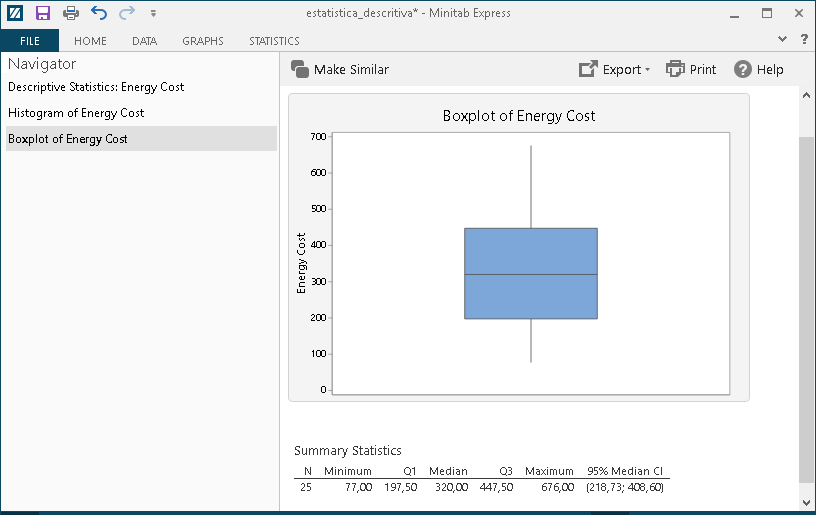 estatistica_descritiva* - Minitab Express
FILE HOME DATA GRAPHS STATISTICS ?
Navigator
Descriptive Statistics: Energy Cost
Histogram of Energy Cost
Boxplot of Energy Cost
Make Similar Export Print ? Help
Boxplot of Energy Cost
700
600
500
400
300
200
100
0
Energy Cost
Summary Statistics
N Minimum Q1 Median Q3 Maximum 95% Median CI
25 77,00 197,50 320,00 447,50 676,00 (218,73; 408,60)